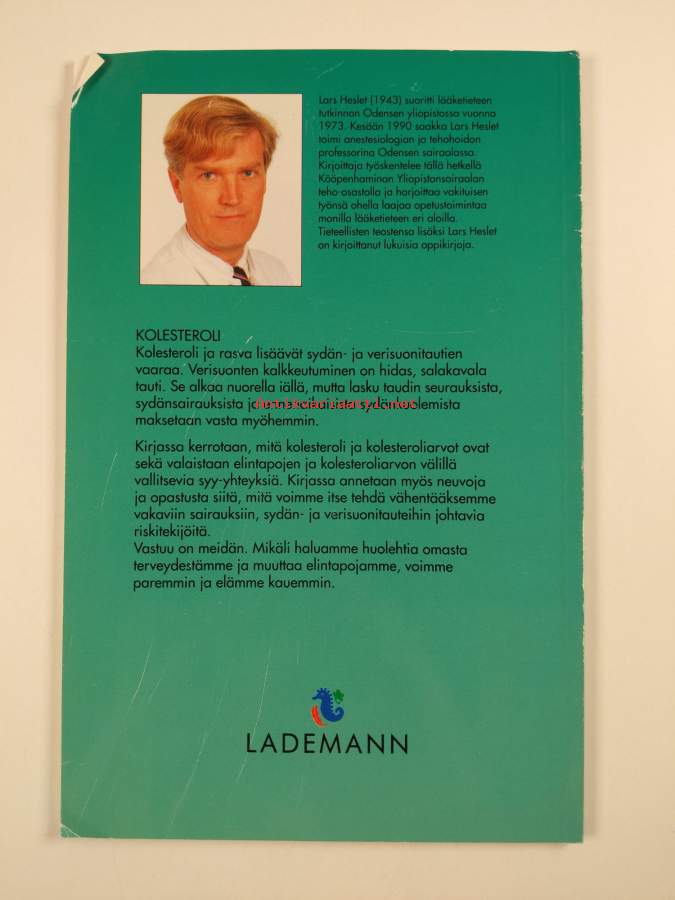 Lars Heslet (1943) suoritti lääketieteen
tutkinnan Odensen yliopistossa vuonna
1973. Kesään 1990 saakka Lars Heslet
toimi anestesiologian ja tehohoidon
professorina Odensen sairaalassa.
Kirjoittaja työskentelee tällä hetkellä
Kööpenhaminan Yliopistonsairaalan
teho-osastolla ja harjoittaa vakituisen
työnsä ohella laajaa opetustoimintaa
monilla lääketieteen eri aloilla.
Tieteellisten teostensa lisäksi Lars Heslet
on kirjoittanut lukuisia oppikirjoja.
KOLESTEROLI
Kolesteroli ja rasva lisäävät sydän- ja verisuonitautien
vaaraa. Verisuonten kalkkeutuminen on hidas, salakavala
tauti. Se alkaa nuorella iällä, mutta lasku taudin seurauksista,
sydänsairauksista ja sydänkuolemista
maksetaan vasta myöhemmin.
Kirjassa kerrotaan, mitä kolesteroli ja kolesteroliarvot ovat
sekä valaistaan elintapojen ja kolesteroliarvon välillä
vallitsevia syy-yhteyksiä. Kirjassa annetaan myös neuvoja
ja opastusta siitä, mitä voimme itse tehdä vähentääksemme
vakaviin sairauksiin, sydän- ja verisuonitauteihin johtavia
riskitekijöitä.
Vastuu on meidän. Mikäli haluamme huolehtia omasta
terveydestämme ja muuttaa elintapojamme, voimme
paremmin ja elämme kauemmin.
LADEMANN